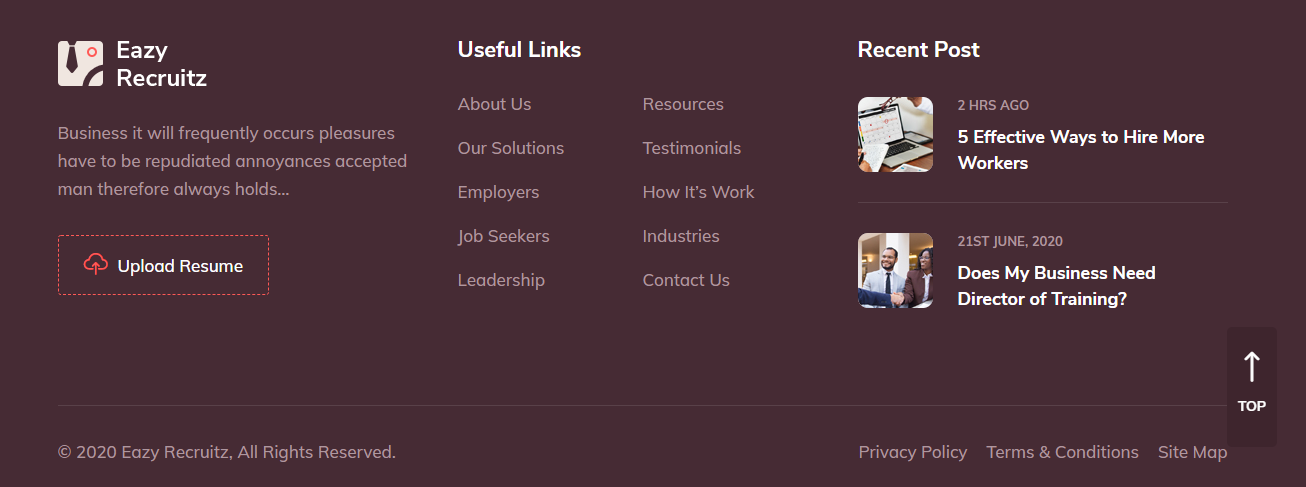 Eazy
Recruitz
Business it will frequently occurs pleasures
have to be repudiated annoyances accepted
man therefore always holds...
Upload Resume
Useful Links
About Us
Our Solutions
Employers
Job Seekers
Leadership
Resources
Testimonials
How It's Work
Industries
Contact Us
Recent Post
2 HRS AGO
5 Effective Ways to Hire More
Workers
21ST JUNE, 2020
Does My Business Need
Director of Training?
TOP
© 2020 Eazy Recruitz, All Rights Reserved.
Privacy Policy Terms & Conditions Site Map